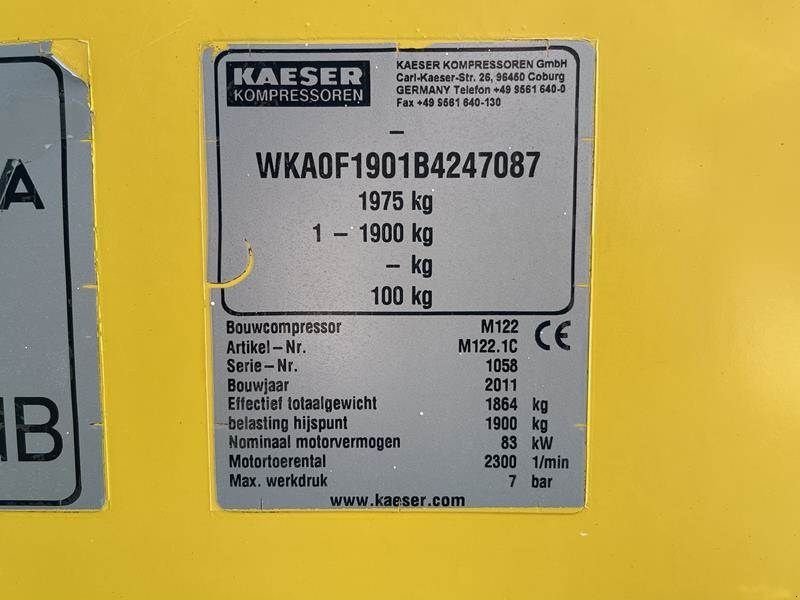 A
B
KAESER
KOMPRESSOREN
KAESER KOMPRESSOREN GmbH
Carl-Kaeser-Str. 26, 96450 Coburg
GERMANY Telefon +49 9561 640-0
Fax +49 9561 640-130
–
WKA0F1901B4247087
1975 kg
1 – 1900 kg
– kg
100 kg
Bouwcompressor M122 CE
Artikel–Nr. M122.1C
Serie–Nr. 1058
Bouwjaar 2011
Effectief totaalgewicht 1864 kg
belasting hijspunt 1900 kg
Nominaal motorvermogen 83 kW
Motortoerental 2300 1/min
Max. werkdruk 7 bar
www.kaeser.com